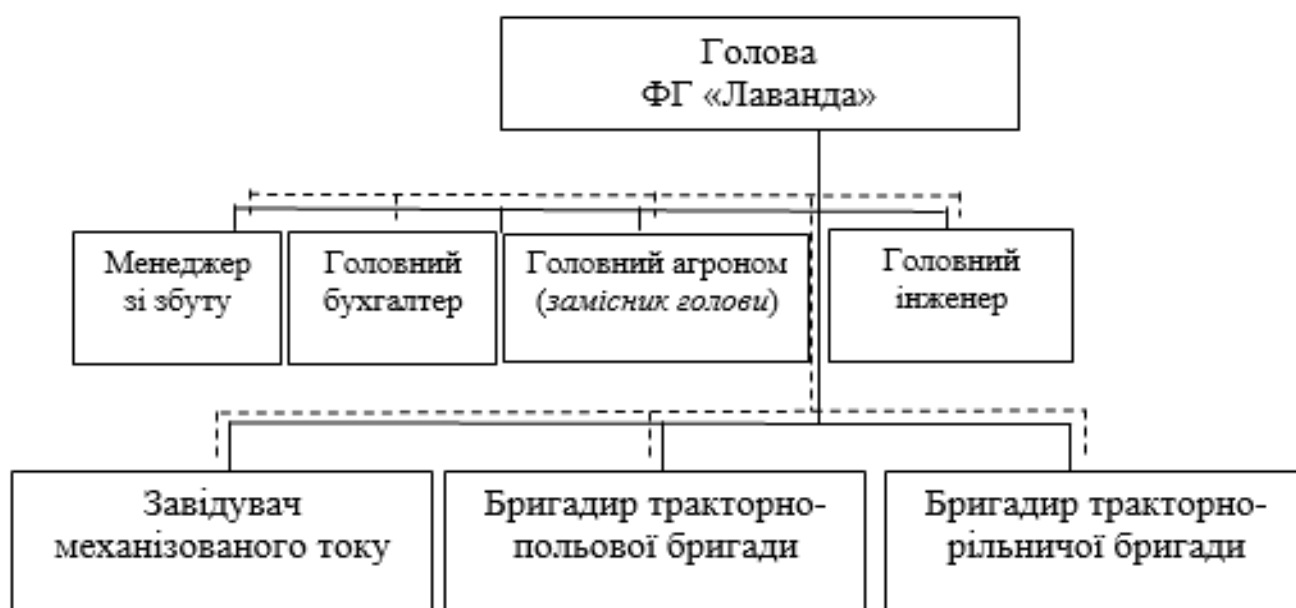 Голова
ФГ «Лаванда»
Менеджер
зі збуту
Головний
бухгалтер
Головний агроном
(замісник голови)
Головний
інженер
Завідувач
механізованого току
Бригадир тракторно-
польової бригади
Бригадир тракторно-
рільничої бригади